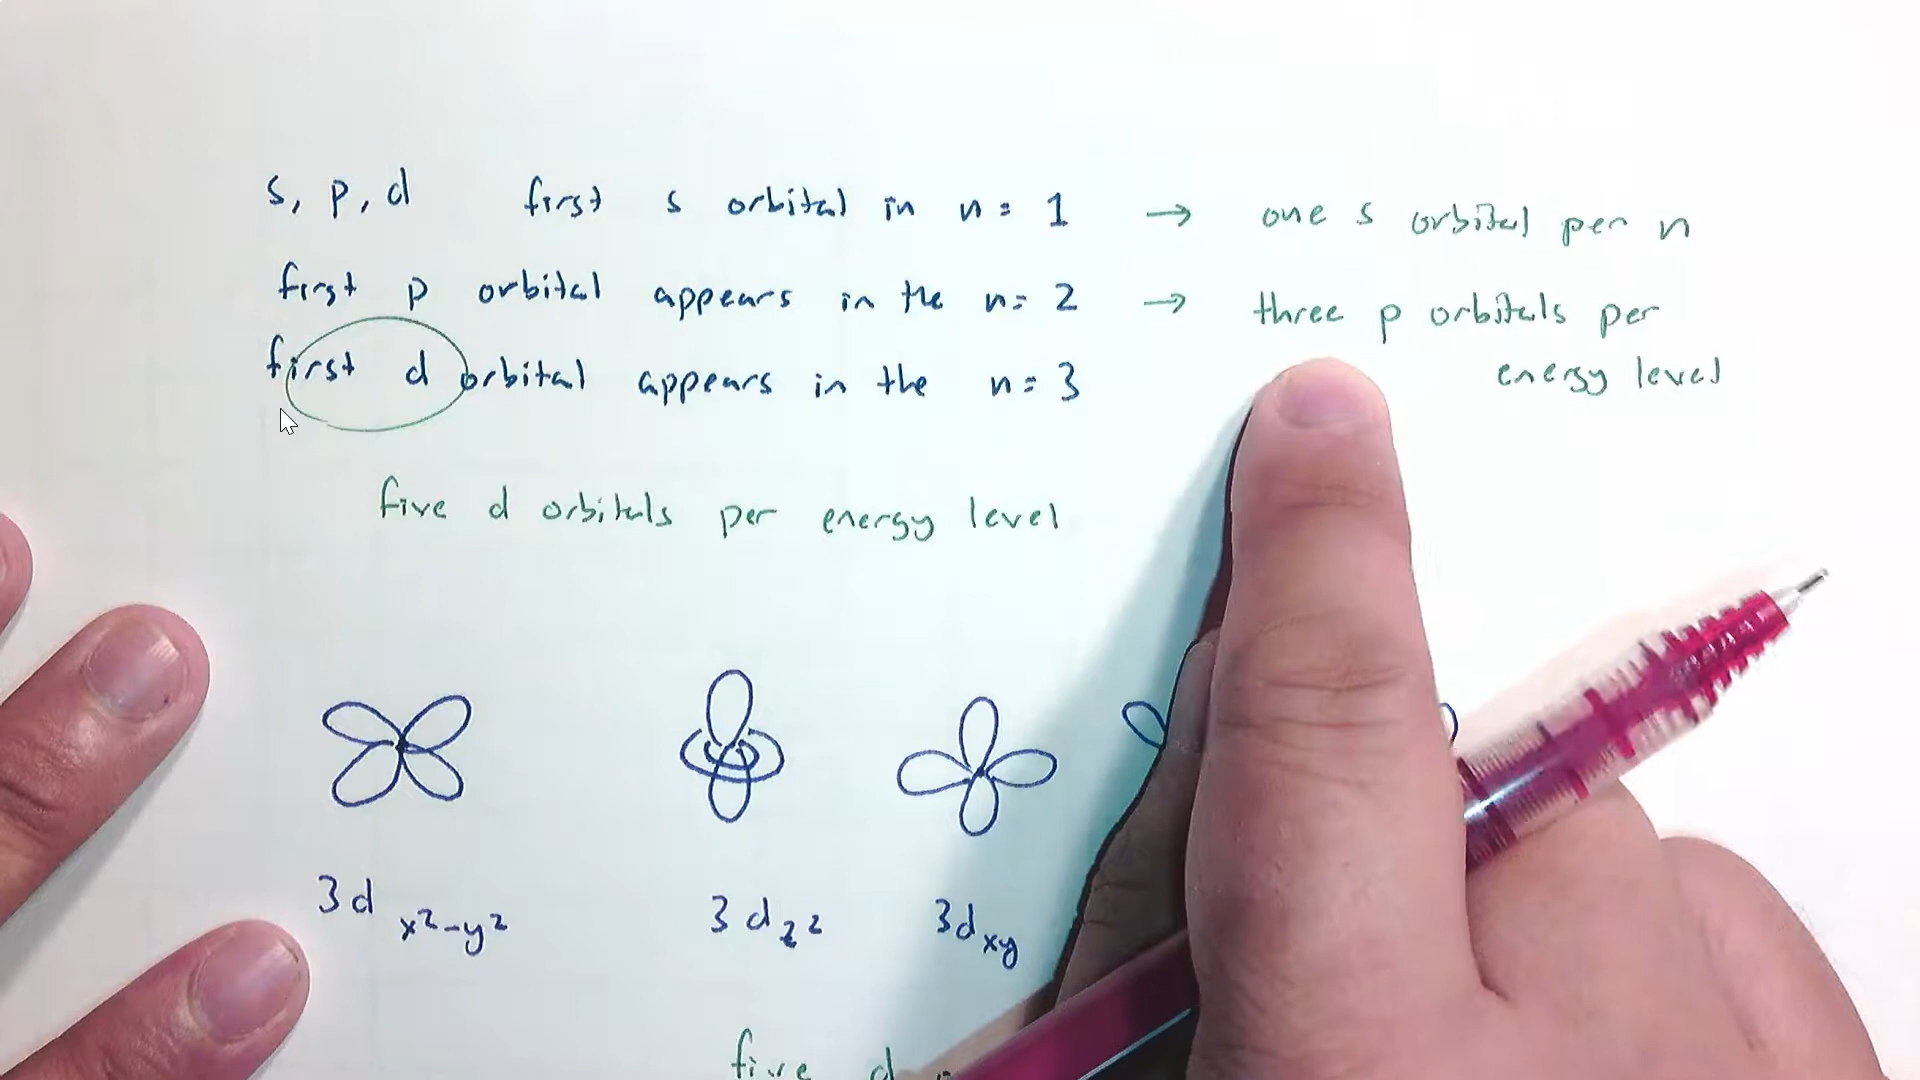 s, p, d first s orbital in n = 1 → one s orbital per n
first p orbital appears in the n = 2 → three p orbitals per
energy level
first d orbital appears in the n = 3
five d orbitals per energy level
3d x²-y² 3d z² 3d xy
five d